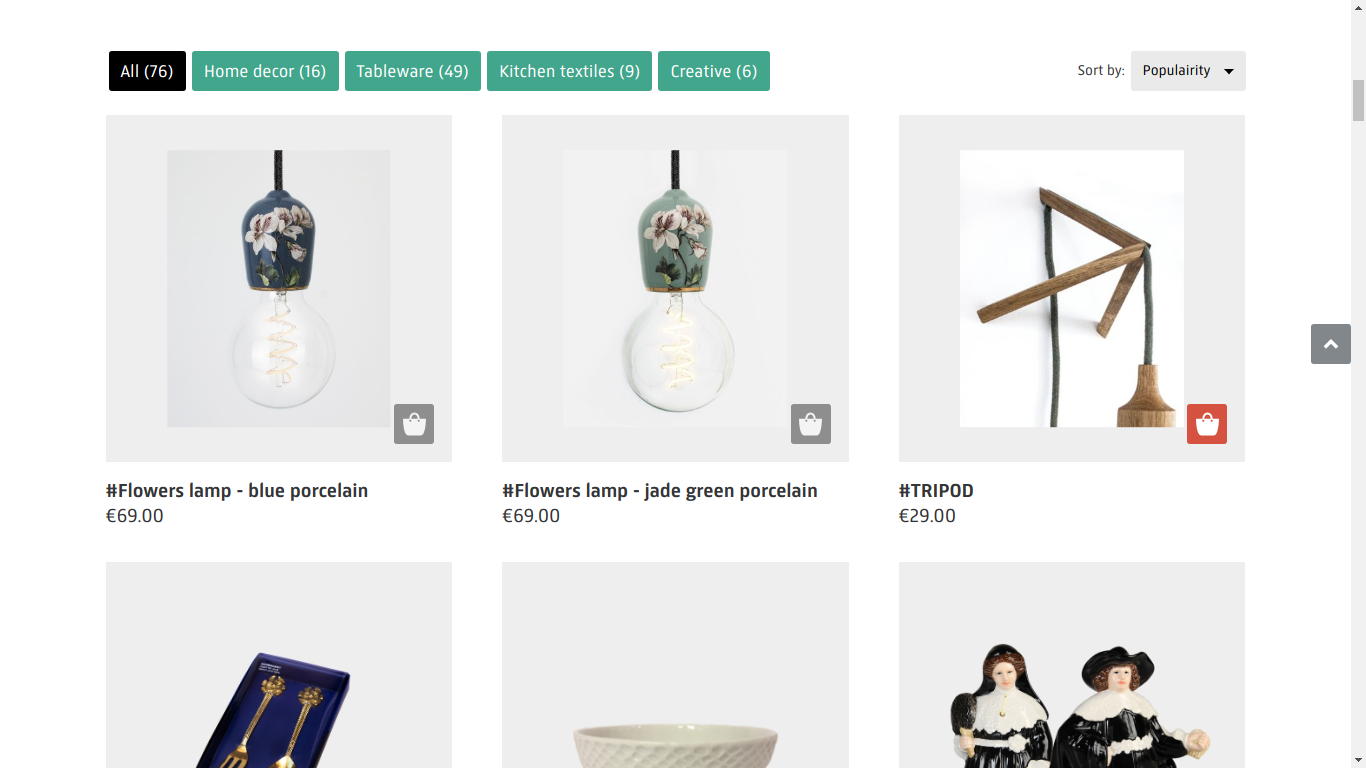 All (76) Home decor (16) Tableware (49) Kitchen textiles (9) Creative (6) Sort by: Populairity
#Flowers lamp - blue porcelain #Flowers lamp - jade green porcelain #TRIPOD
€69.00 €69.00 €29.00